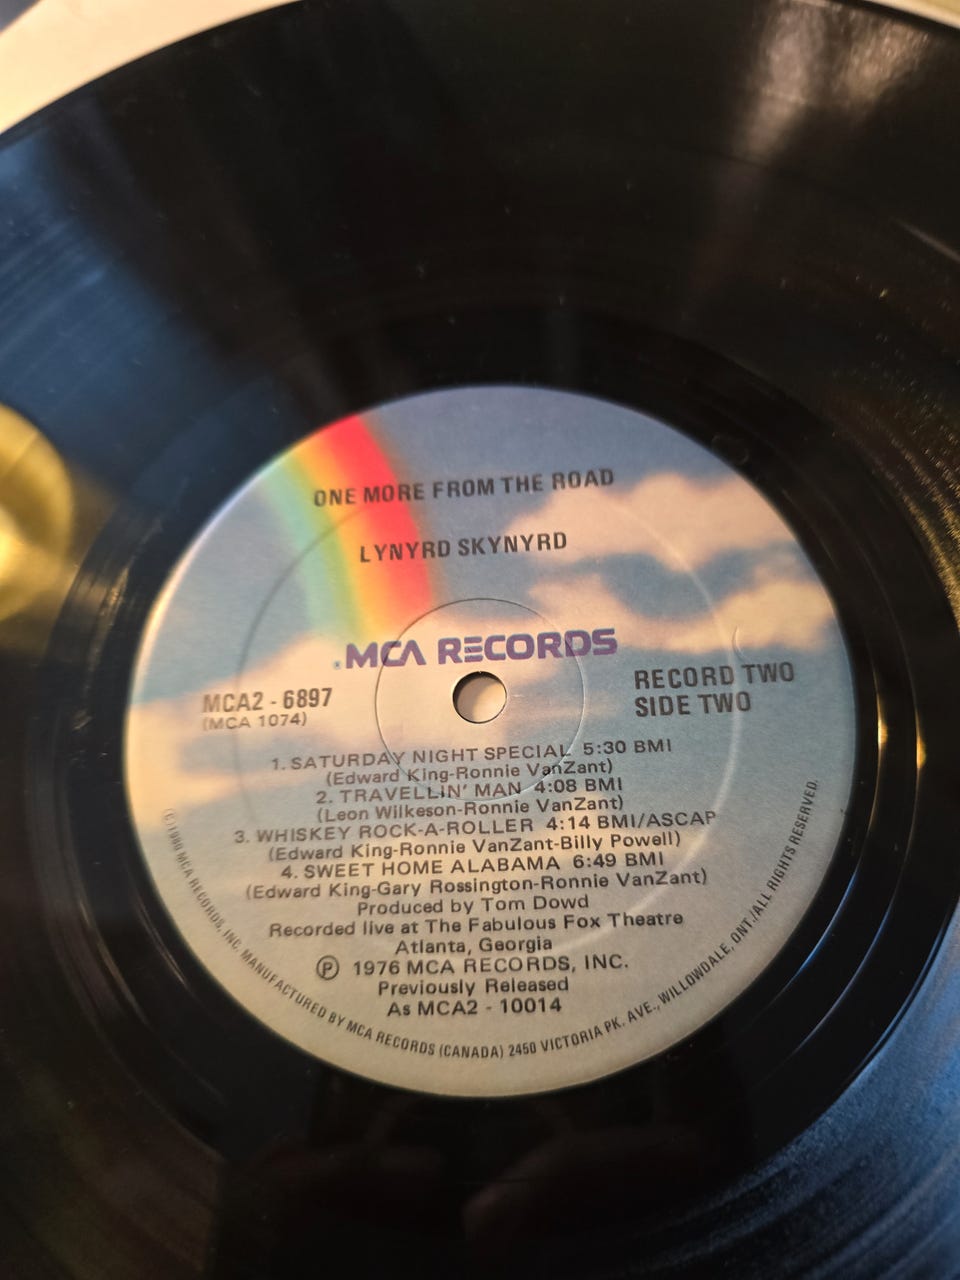 ONE MORE FROM THE ROAD
LYNYRD SKYNYRD
MCA RECORDS
MCA2 - 6897
(MCA 1074)
RECORD TWO
SIDE TWO
1. SATURDAY NIGHT SPECIAL 5:30 BMI
(Edward King-Ronnie VanZant)
2. TRAVELLIN' MAN 4:08 BMI
(Leon Wilkeson-Ronnie VanZant)
3. WHISKEY ROCK-A-ROLLER 4:14 BMI/ASCAP
(Edward King-Ronnie VanZant-Billy Powell)
4. SWEET HOME ALABAMA 6:49 BMI
(Edward King-Gary Rossington-Ronnie VanZant)
Produced by Tom Dowd
Recorded live at The Fabulous Fox Theatre
Atlanta, Georgia
Ⓟ 1976 MCA RECORDS, INC.
Previously Released
As MCA2 - 10014
MCA RECORDS, INC. MANUFACTURED BY MCA RECORDS (CANADA) 2450 VICTORIA PK. AVE., WILLOWDALE, ONT./ALL RIGHTS RESERVED.